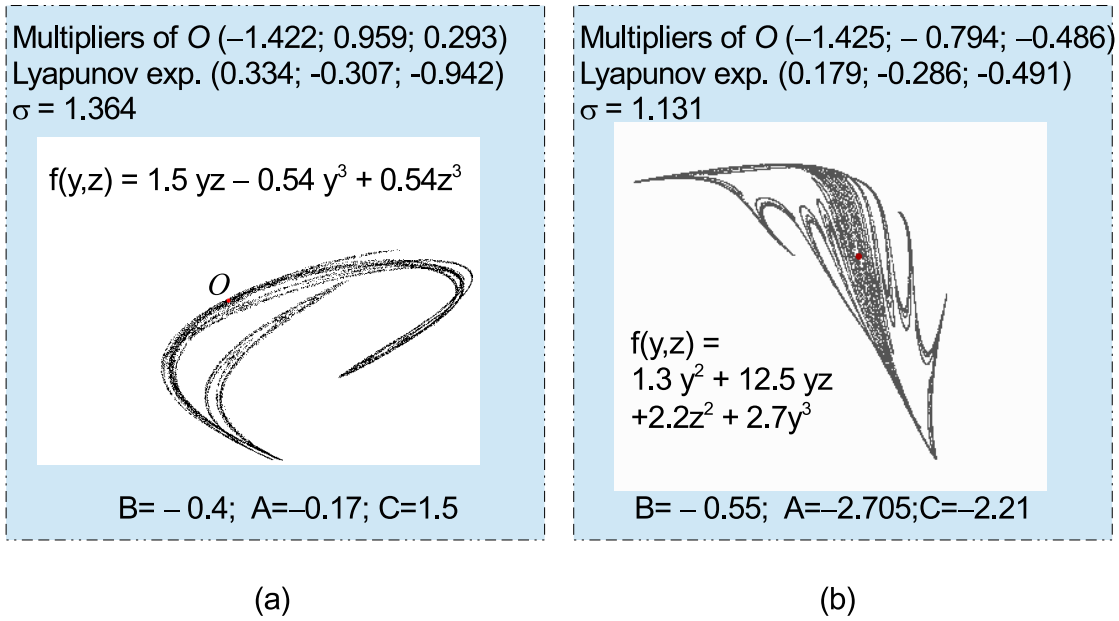 Multipliers of O (–1.422; 0.959; 0.293)
Lyapunov exp. (0.334; -0.307; -0.942)
σ = 1.364
f(y,z) = 1.5 yz – 0.54 y³ + 0.54z³
O
B= – 0.4; A=–0.17; C=1.5
(a)
Multipliers of O (–1.425; – 0.794; –0.486)
Lyapunov exp. (0.179; -0.286; -0.491)
σ = 1.131
f(y,z) =
1.3 y² + 12.5 yz
+2.2z² + 2.7y³
B= – 0.55; A=–2.705;C=–2.21
(b)